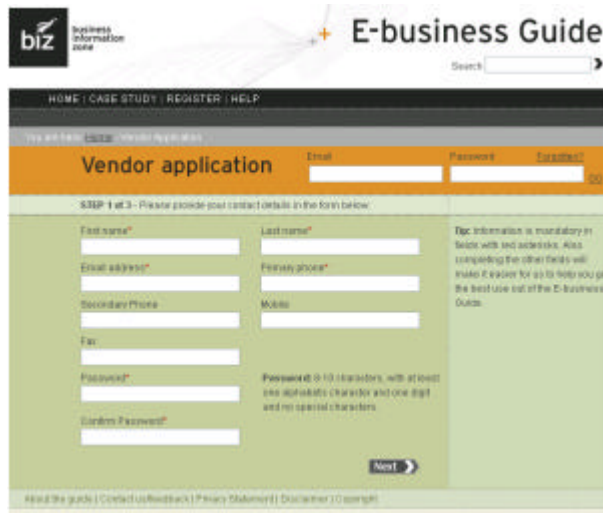 biz
business
information
zone
E-business Guide
Search
HOME | CASE STUDY | REGISTER | HELP
You are here: Home › Vendor Application
Vendor application
Email
Password
Forgotten?
GO
STEP 1 of 3 - Please provide your contact details in the form below.
First name*
Last name*
Email address*
Primary phone*
Secondary Phone
Mobile
Fax
Password*
Password: 8-10 characters, with at least
one alphabetic character and one digit
and no special characters.
Confirm Password*
Next
Tip: Information is mandatory in
fields with red asterisks. Also
completing the other fields will
make it easier for us to help you g
the best use out of the E-business
Guide.
About the guide | Contact us/feedback | Privacy Statement | Disclaimer | Copyright